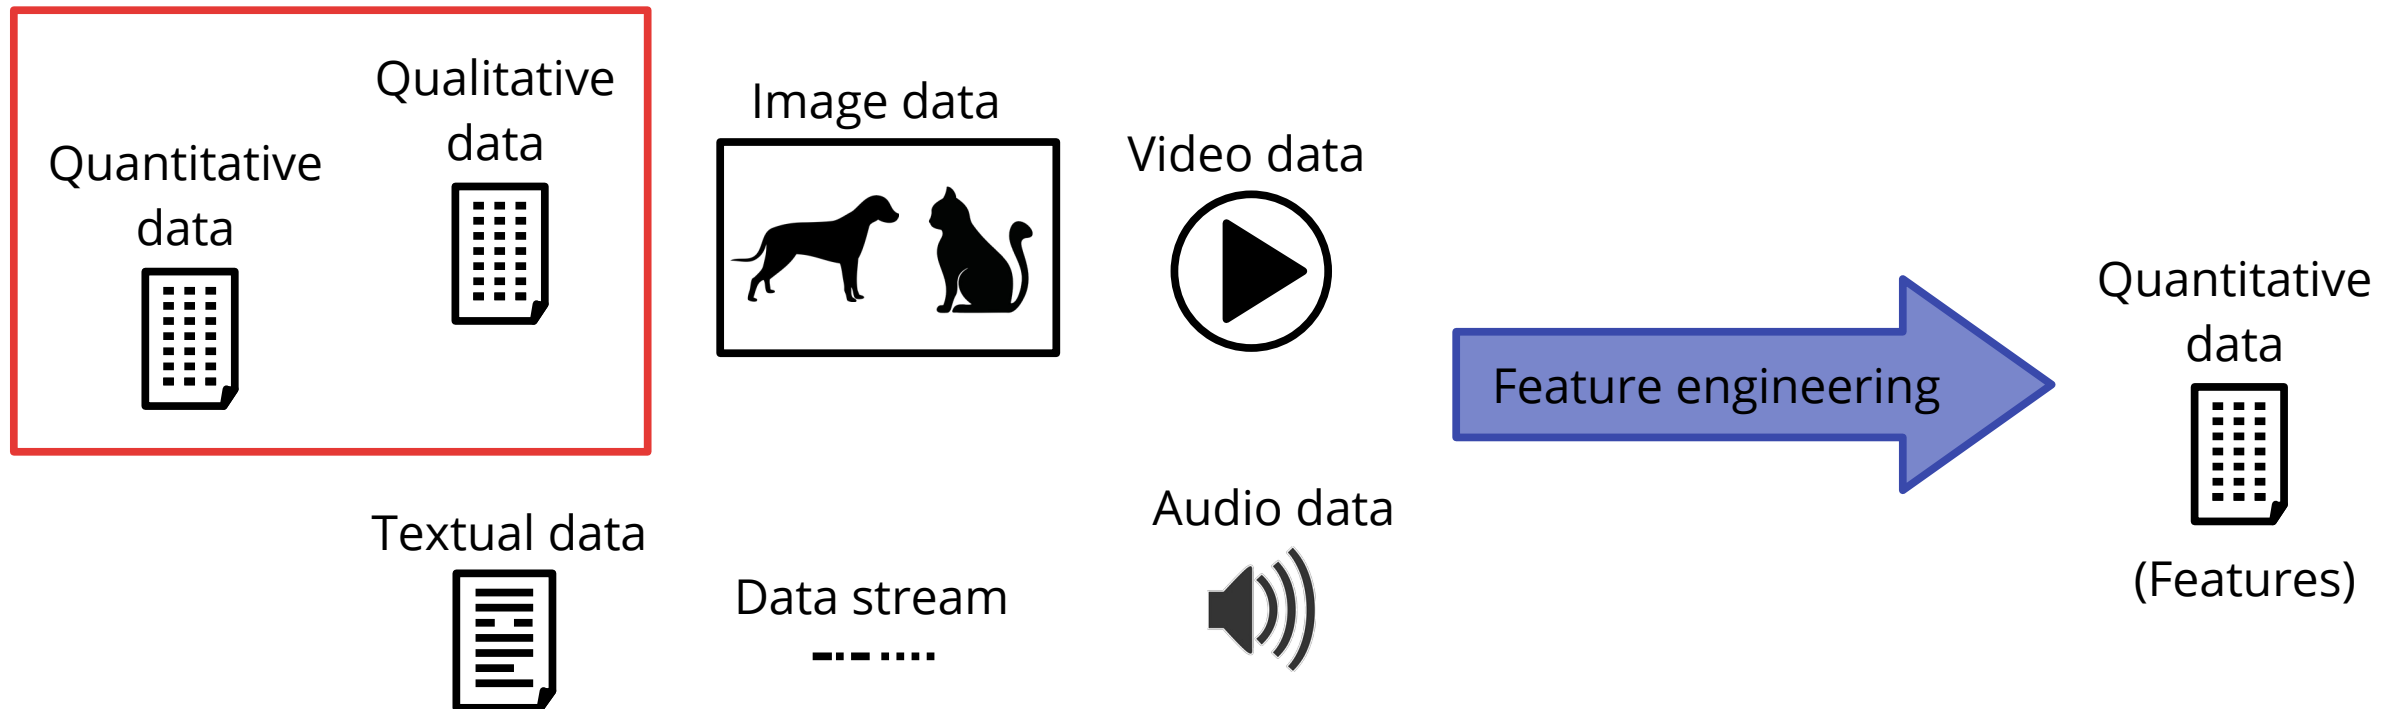 Quantitative
data
Qualitative
data
Image data
Video data
Textual data
Data stream
Audio data
Feature engineering
Quantitative
data
(Features)